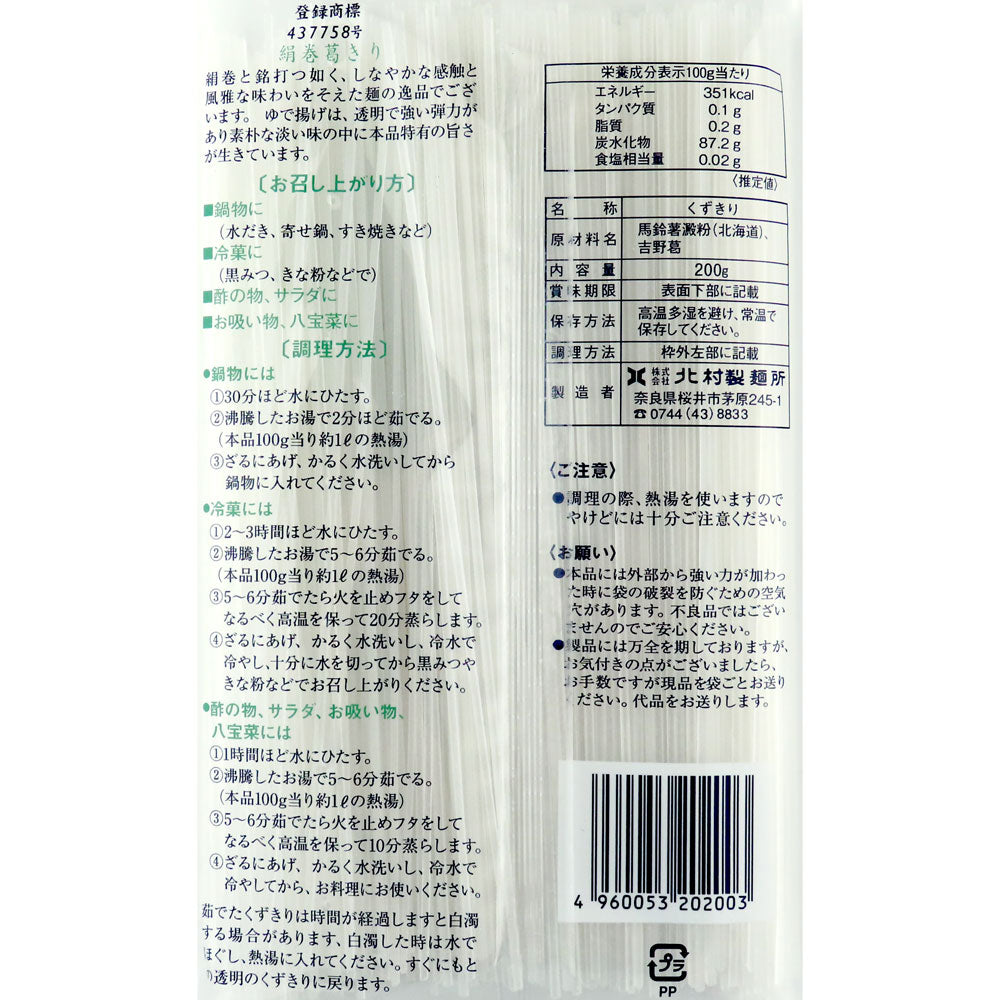 登録商標
437758号
絹巻葛きり
絹巻と銘打つ如く、しなやかな感触と
風雅な味わいをそえた麺の逸品でござ
います。 ゆで揚げは、透明で強い弾力が
あり素朴な淡い味の中に本品特有の旨さ
が生きています。
〔お召し上がり方〕
■鍋物に
(水だき、寄せ鍋、すき焼きなど)
■冷菓に
(黒みつ、きな粉などで)
■酢の物、サラダに
■お吸い物、八宝菜に
〔調理方法〕
●鍋物には
①30分ほど水にひたす。
②沸騰したお湯で2分ほど茹でる。
(本品100g当り約1ℓの熱湯)
③ざるにあげ、かるく水洗いしてから
鍋物に入れてください。
●冷菓には
①2〜3時間ほど水にひたす。
②沸騰したお湯で5〜6分茹でる。
(本品100g当り約1ℓの熱湯)
③5〜6分茹でたら火を止めフタをして
なるべく高温を保って20分蒸らします。
④ざるにあげ、かるく水洗いし、冷水で
冷やし、十分に水を切ってから黒みつや
きな粉などでお召し上がりください。
●酢の物、サラダ、お吸い物、
八宝菜には
①1時間ほど水にひたす。
②沸騰したお湯で5〜6分茹でる。
(本品100g当り約1ℓの熱湯)
③5〜6分茹でたら火を止めフタをして
なるべく高温を保って10分蒸らします。
④ざるにあげ、かるく水洗いし、冷水で
冷やしてから、お料理にお使いください。
茹でたくずきりは時間が経過しますと白濁
する場合があります、白濁した時は水で
ほぐし、熱湯に入れてください。すぐにもと
の透明のくずきりに戻ります。
栄養成分表示100g当たり
エネルギー 351kcal
タンパク質 0.1g
脂質 0.2g
炭水化物 87.2g
食塩相当量 0.02g
〈推定値〉
名称 くずきり
原材料名 馬鈴薯澱粉(北海道)、
吉野葛
内容量 200g
賞味期限 表面下部に記載
保存方法 高温多湿を避け、常温で
保存してください。
調理方法 枠外左部に記載
製造者 株式会社 北村製麺所
奈良県桜井市茅原245-1
☎0744(43)8833
〈ご注意〉
●調理の際、熱湯を使いますので
やけどには十分ご注意ください。
〈お願い〉
●本品には外部から強い力が加わっ
た時に袋の破裂を防ぐための空気
穴があります。不良品ではござい
ませんのでご安心ください。
●製品には万全を期しておりますが、
お気付きの点がございましたら、
お手数ですが現品を袋ごとお送り
ください。代品をお送りします。
4 960053 202003
プラ
PP